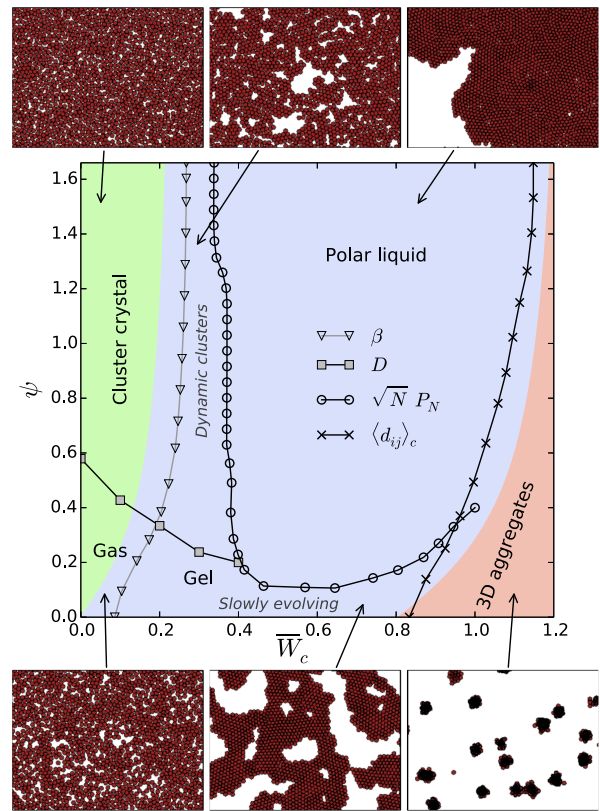 1.6
1.4
1.2
1.0
0.8
0.6
0.4
0.2
0.0
ψ
Cluster crystal
Dynamic clusters
Polar liquid
β
D
√N P_N
⟨d_ij⟩_c
Gas
Gel
Slowly evolving
3D aggregates
0.0 0.2 0.4 0.6 0.8 1.0 1.2
W̅_c